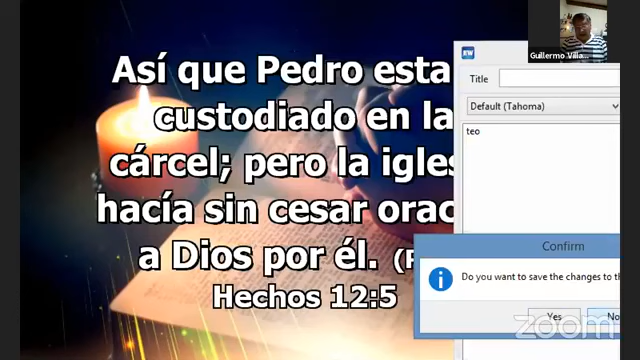 Así que Pedro esta
custodiado en la
cárcel; pero la igles
hacía sin cesar orac
a Dios por él. (R
Hechos 12:5
Guillermo Villa...
RW
Title
Default (Tahoma)
teo
Confirm
Do you want to save the changes to th
Yes
No
zoom